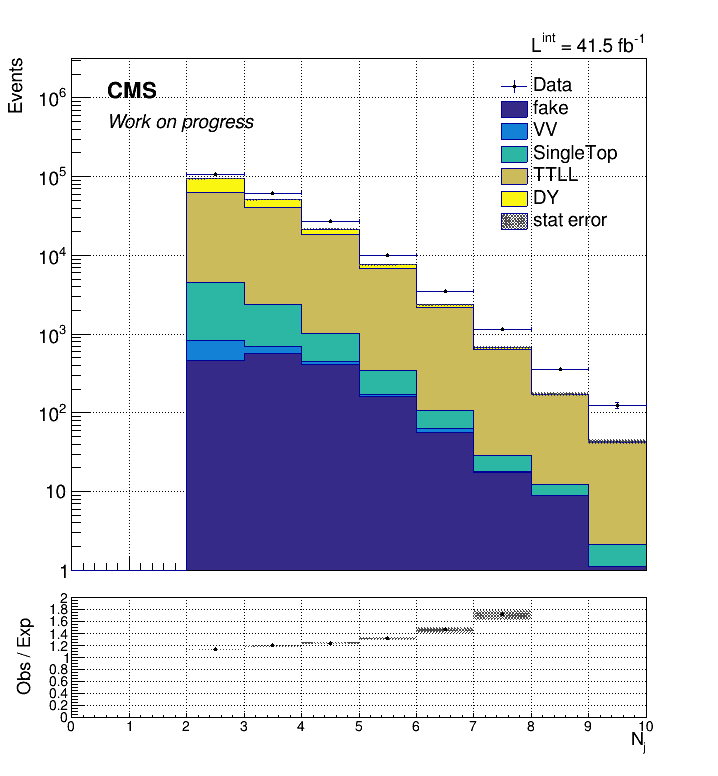 L^int = 41.5 fb^-1
Events
CMS
Work on progress
Data
fake
VV
SingleTop
TTLL
DY
stat error
10^6
10^5
10^4
10^3
10^2
10
1
Obs / Exp
2
1.8
1.6
1.4
1.2
1
0.8
0.6
0.4
0.2
0
0 1 2 3 4 5 6 7 8 9 10
N_j